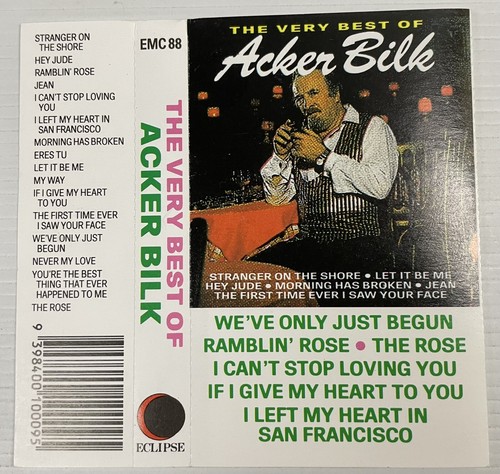 STRANGER ON
THE SHORE
HEY JUDE
RAMBLIN' ROSE
JEAN
I CAN'T STOP LOVING
YOU
I LEFT MY HEART IN
SAN FRANCISCO
MORNING HAS BROKEN
ERES TU
LET IT BE ME
MY WAY
IF I GIVE MY HEART
TO YOU
THE FIRST TIME EVER
I SAW YOUR FACE
WE'VE ONLY JUST
BEGUN
NEVER MY LOVE
YOU'RE THE BEST
THING THAT EVER
HAPPENED TO ME
THE ROSE
9 398400 100095
EMC 88
THE VERY BEST OF
ACKER BILK
ECLIPSE
THE VERY BEST OF
Acker Bilk
STRANGER ON THE SHORE • LET IT BE ME
HEY JUDE • MORNING HAS BROKEN • JEAN
THE FIRST TIME EVER I SAW YOUR FACE
WE'VE ONLY JUST BEGUN
RAMBLIN' ROSE • THE ROSE
I CAN'T STOP LOVING YOU
IF I GIVE MY HEART TO YOU
I LEFT MY HEART IN
SAN FRANCISCO